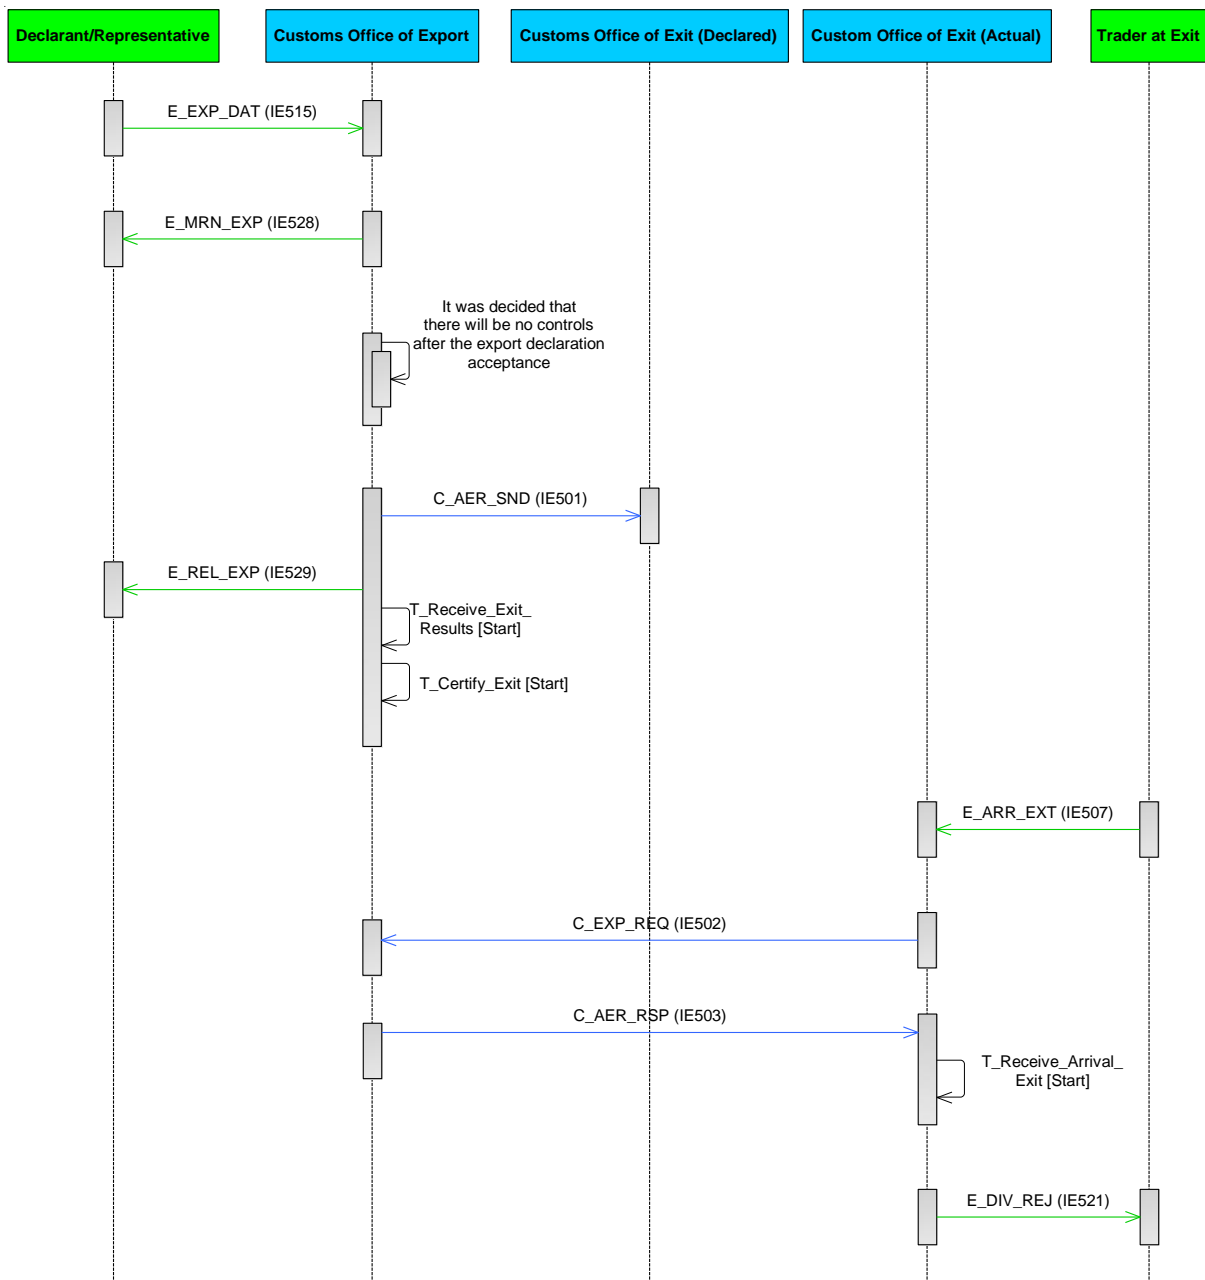 Declarant/Representative
Customs Office of Export
Customs Office of Exit (Declared)
Custom Office of Exit (Actual)
Trader at Exit
E_EXP_DAT (IE515)
E_MRN_EXP (IE528)
It was decided that
there will be no controls
after the export declaration
acceptance
C_AER_SND (IE501)
E_REL_EXP (IE529)
T_Receive_Exit_
Results [Start]
T_Certify_Exit [Start]
E_ARR_EXT (IE507)
C_EXP_REQ (IE502)
C_AER_RSP (IE503)
T_Receive_Arrival_
Exit [Start]
E_DIV_REJ (IE521)